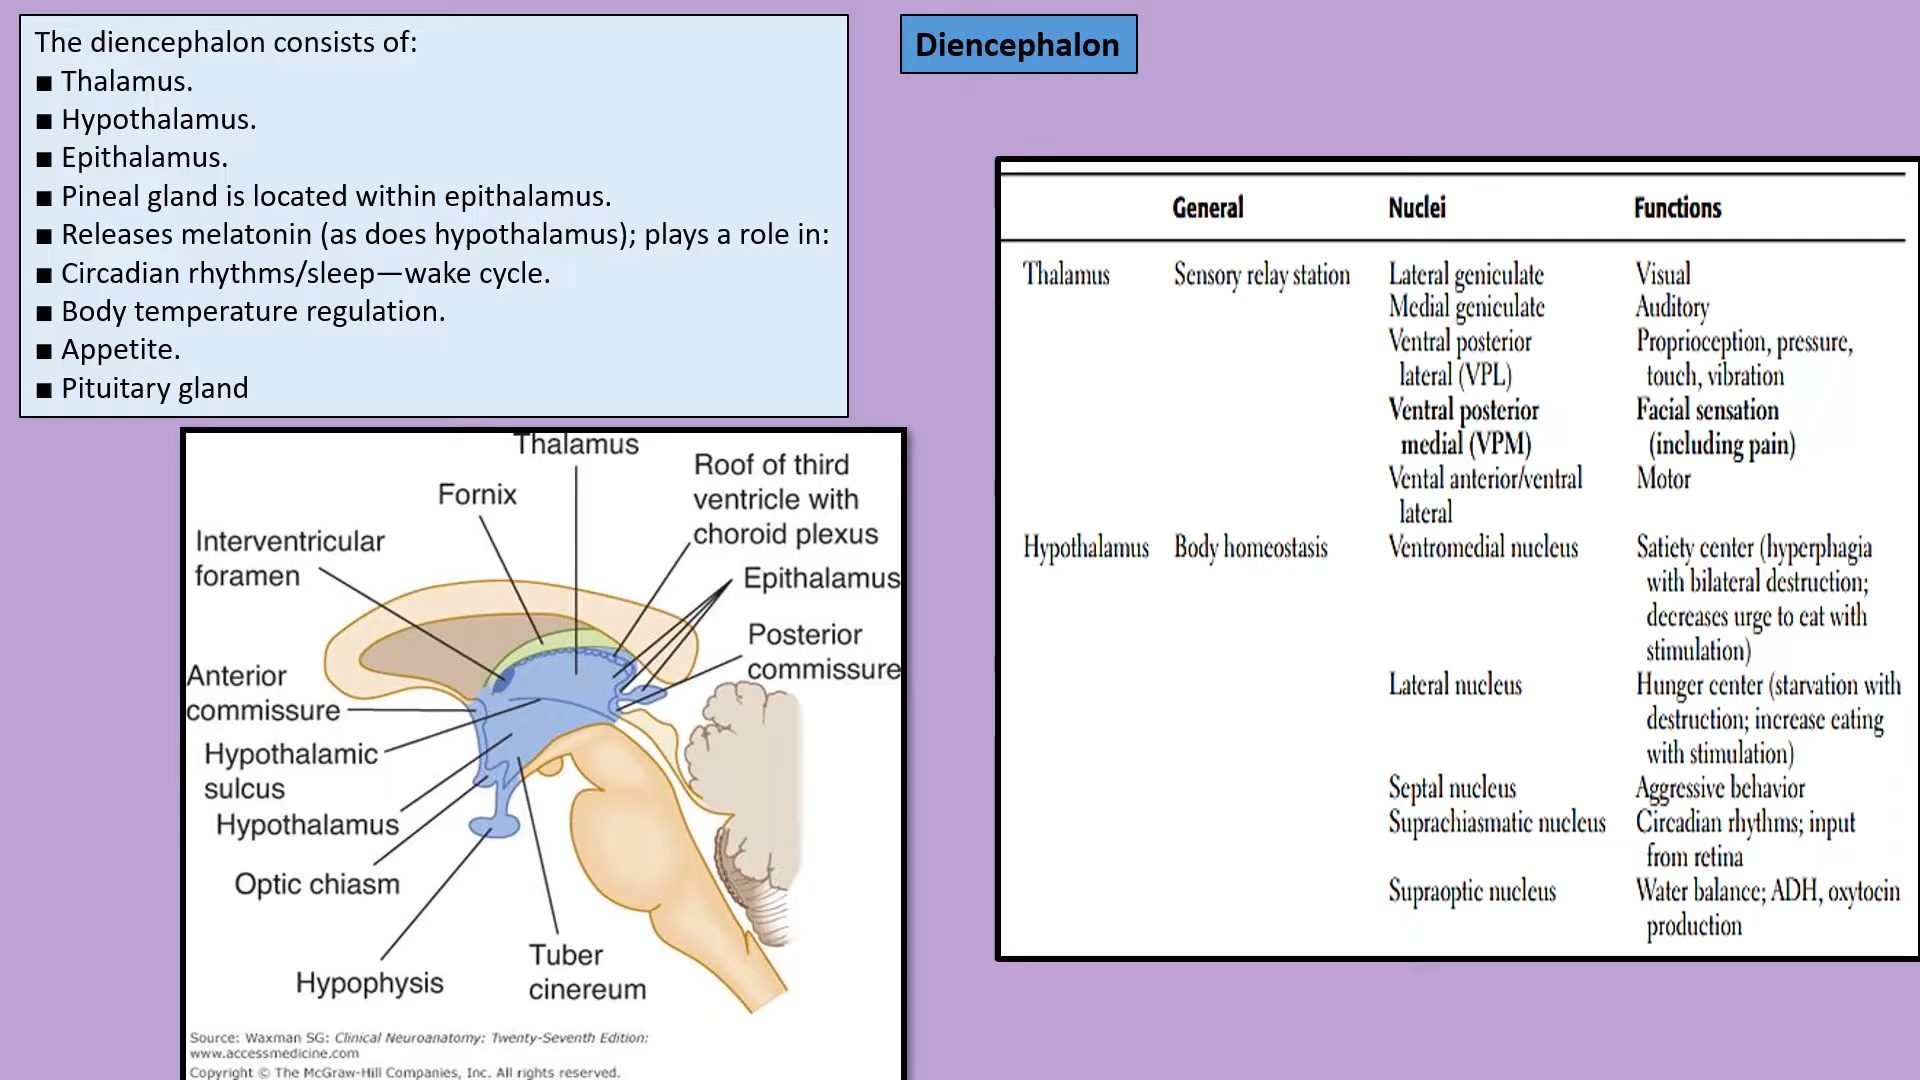 The diencephalon consists of:
■ Thalamus.
■ Hypothalamus.
■ Epithalamus.
■ Pineal gland is located within epithalamus.
■ Releases melatonin (as does hypothalamus); plays a role in:
■ Circadian rhythms/sleep—wake cycle.
■ Body temperature regulation.
■ Appetite.
■ Pituitary gland
Diencephalon
Thalamus
Fornix
Roof of third
ventricle with
choroid plexus
Interventricular
foramen
Epithalamus
Posterior
commissure
Anterior
commissure
Hypothalamic
sulcus
Hypothalamus
Optic chiasm
Hypophysis
Tuber
cinereum
Source: Waxman SG: Clinical Neuroanatomy: Twenty-Seventh Edition:
www.accessmedicine.com
Copyright © The McGraw-Hill Companies, Inc. All rights reserved.
General Nuclei Functions
Thalamus Sensory relay station Lateral geniculate Visual
Medial geniculate Auditory
Ventral posterior Proprioception, pressure,
lateral (VPL) touch, vibration
Ventral posterior Facial sensation
medial (VPM) (including pain)
Vental anterior/ventral Motor
lateral
Hypothalamus Body homeostasis Ventromedial nucleus Satiety center (hyperphagia
with bilateral destruction;
decreases urge to eat with
stimulation)
Lateral nucleus Hunger center (starvation with
destruction; increase eating
with stimulation)
Septal nucleus Aggressive behavior
Suprachiasmatic nucleus Circadian rhythms; input
from retina
Supraoptic nucleus Water balance; ADH, oxytocin
production